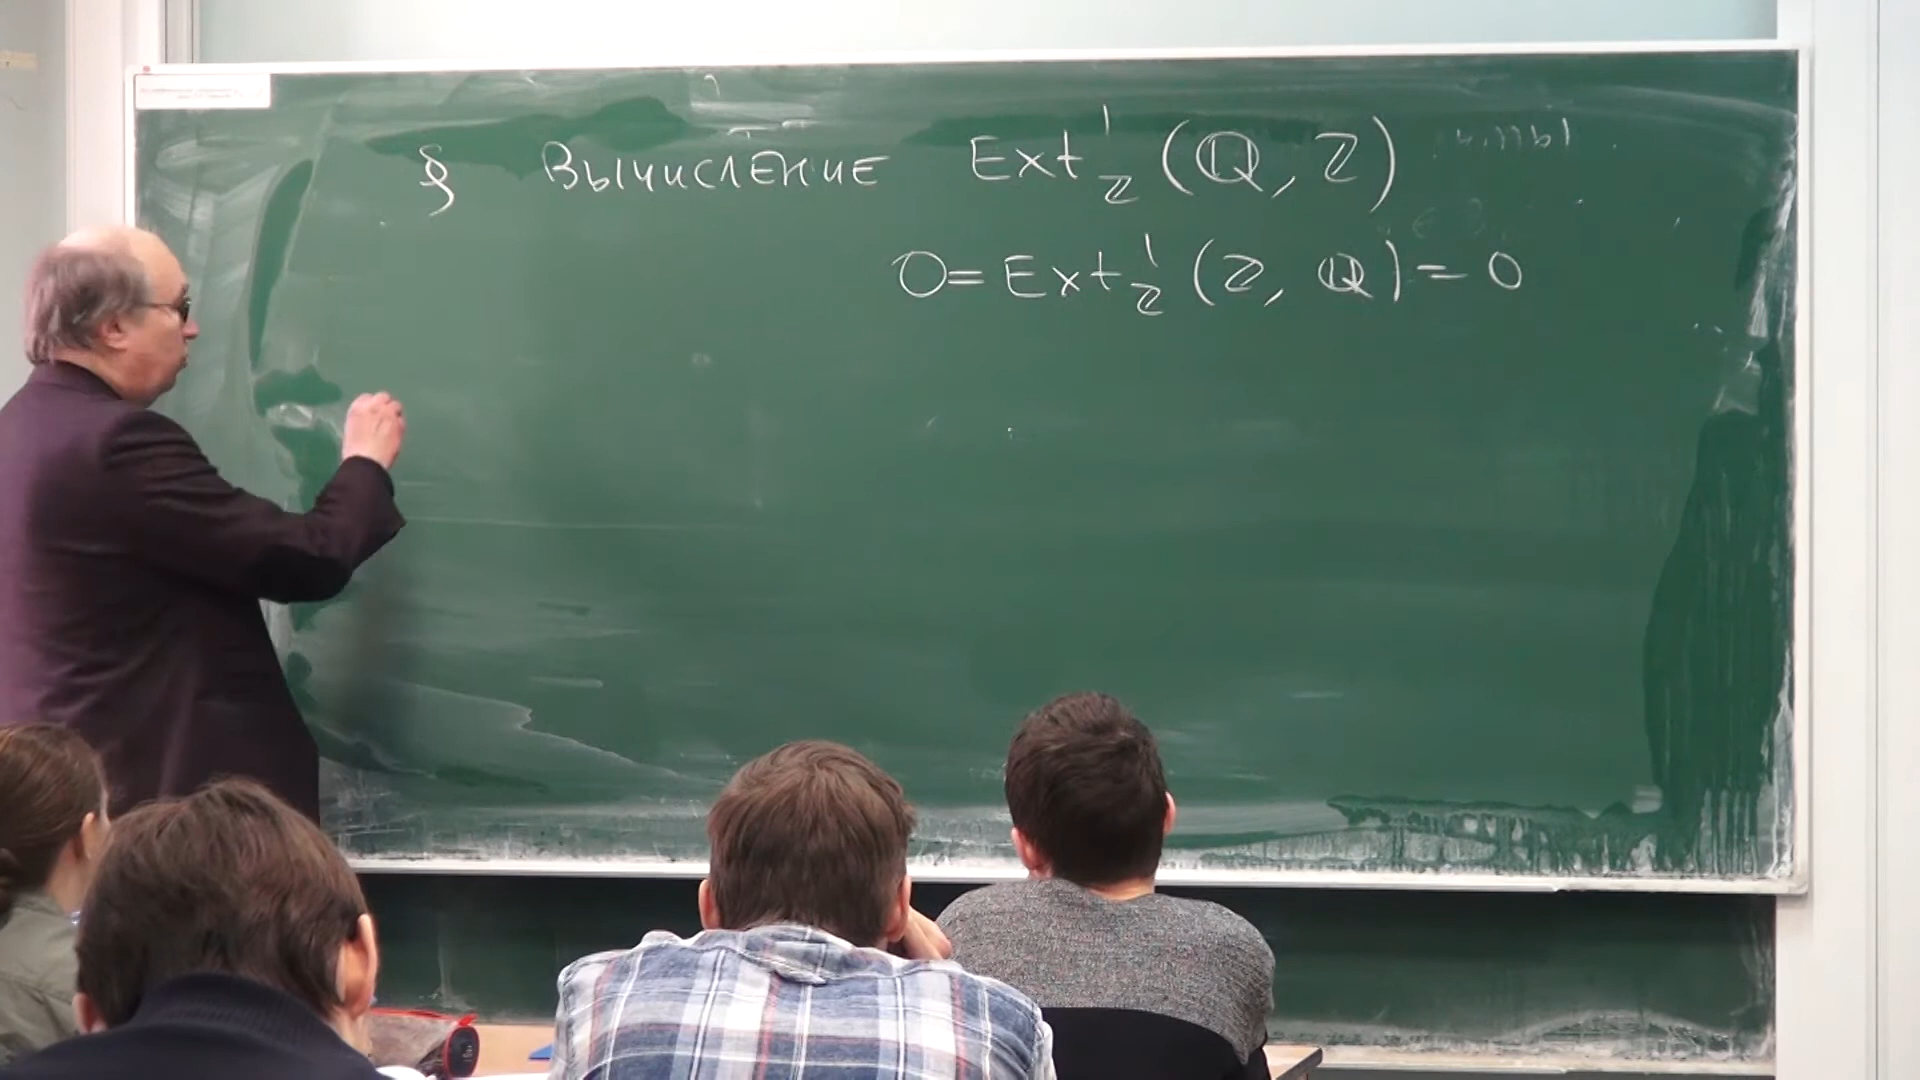 § Вычисление Ext¹_ℤ (ℚ, ℤ)
0 = Ext¹_ℤ (ℤ, ℚ) = 0